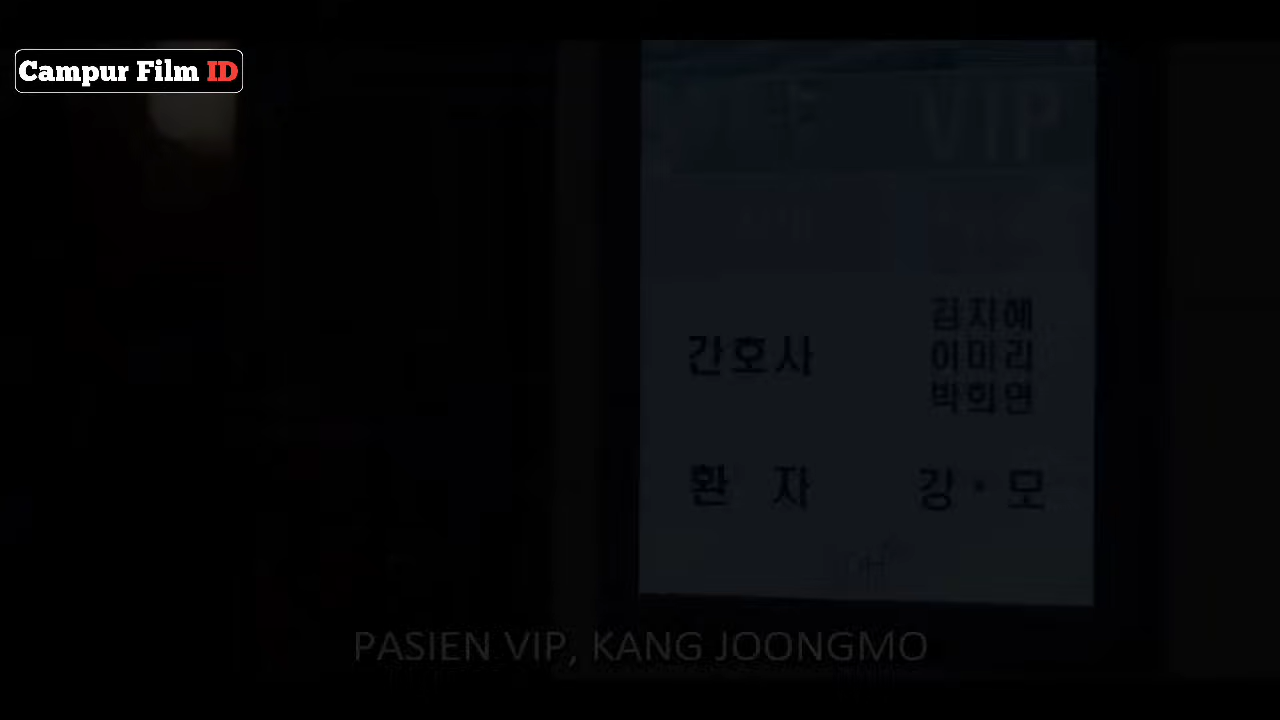 Campur Film ID
VIP
김지혜
간호사 이미리
박희연
환 자 강 · 모
PASIEN VIP, KANG JOONGMO